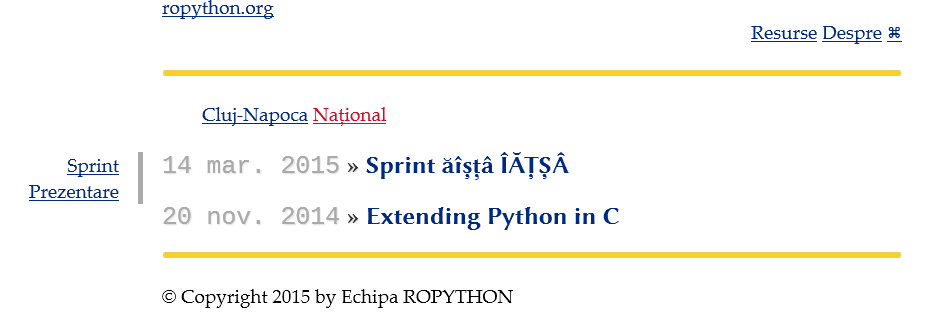 ropython.org
Resurse Despre ⌘
Cluj-Napoca Național
Sprint
Prezentare
14 mar. 2015 » Sprint ăîșțâ ÎĂȚȘÂ
20 nov. 2014 » Extending Python in C
© Copyright 2015 by Echipa ROPYTHON